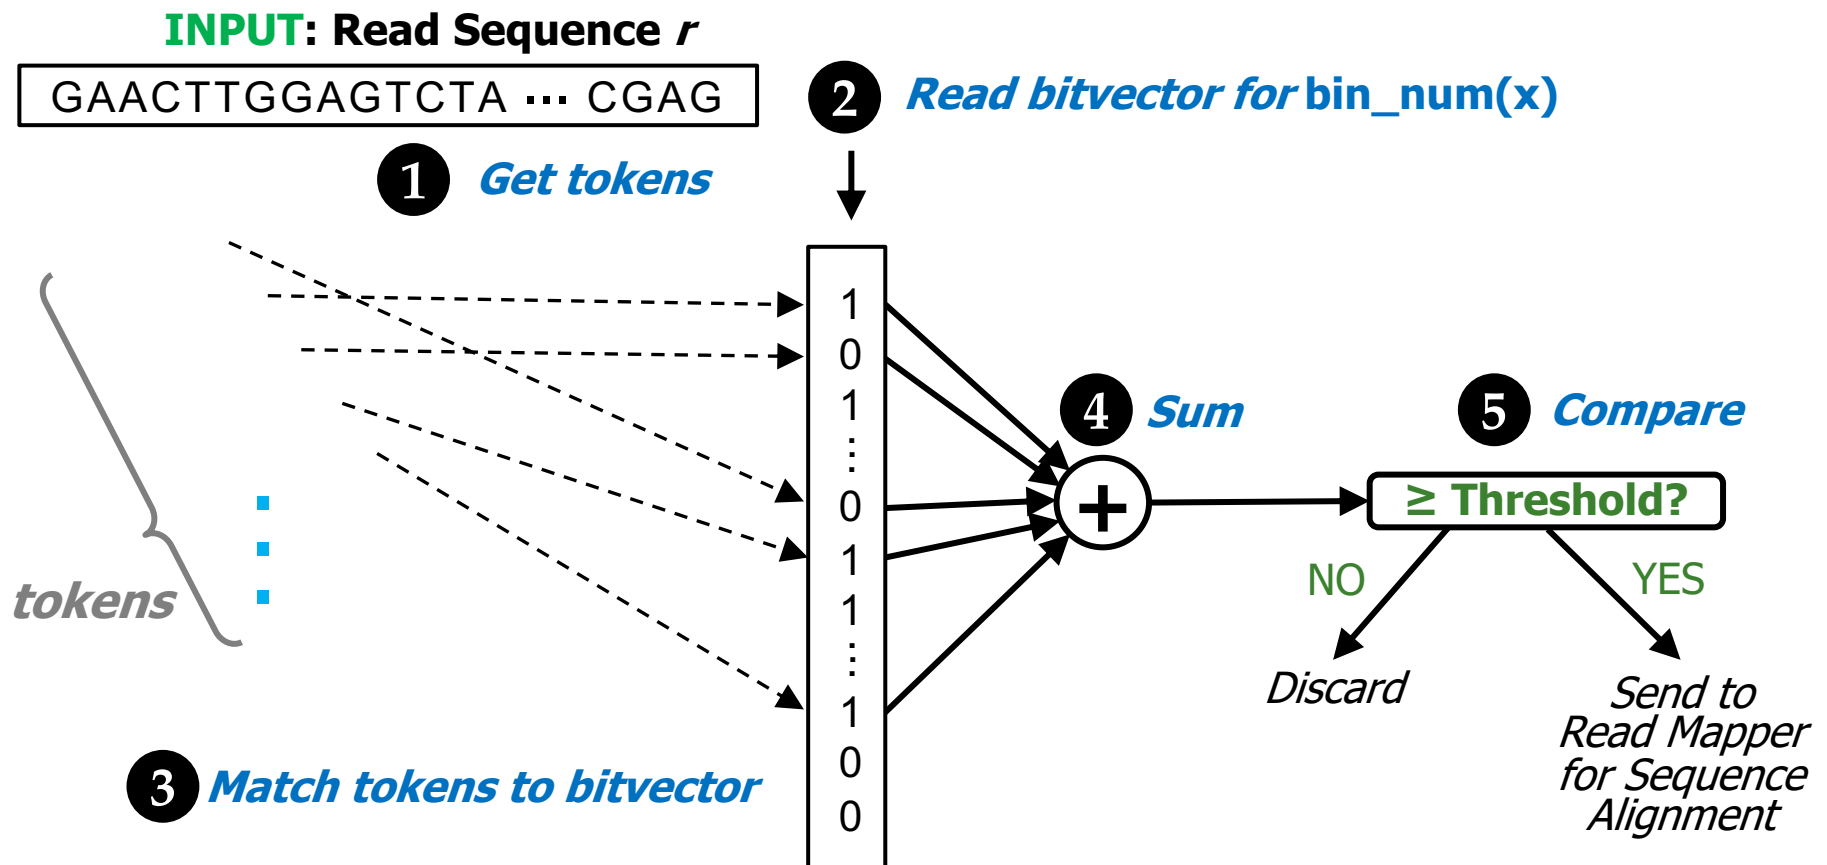 INPUT: Read Sequence r
GAACTTGGAGTCTA ... CGAG
2 Read bitvector for bin_num(x)
1 Get tokens
1
0
1
⋮
0
1
1
⋮
1
0
0
4 Sum
+
5 Compare
≥ Threshold?
NO
YES
Discard
Send to
Read Mapper
for Sequence
Alignment
tokens
3 Match tokens to bitvector